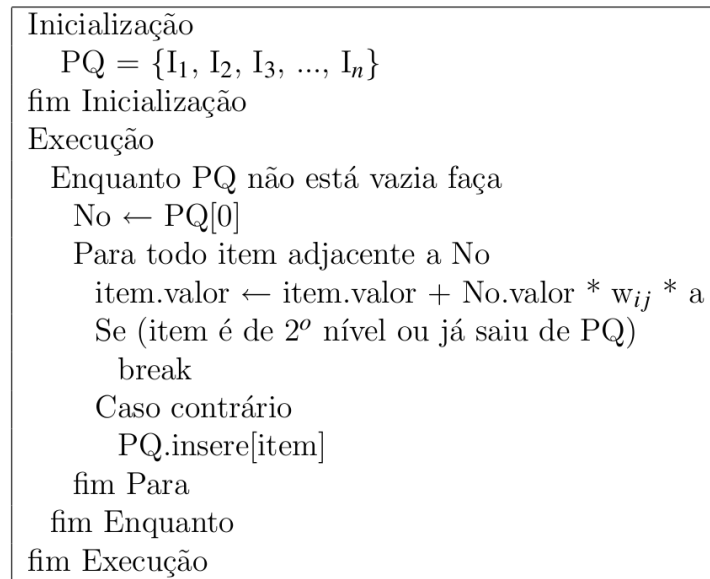 Inicialização
PQ = {I₁, I₂, I₃, ..., Iₙ}
fim Inicialização
Execução
Enquanto PQ não está vazia faça
No ← PQ[0]
Para todo item adjacente a No
item.valor ← item.valor + No.valor * wᵢⱼ * a
Se (item é de 2º nível ou já saiu de PQ)
break
Caso contrário
PQ.insere[item]
fim Para
fim Enquanto
fim Execução